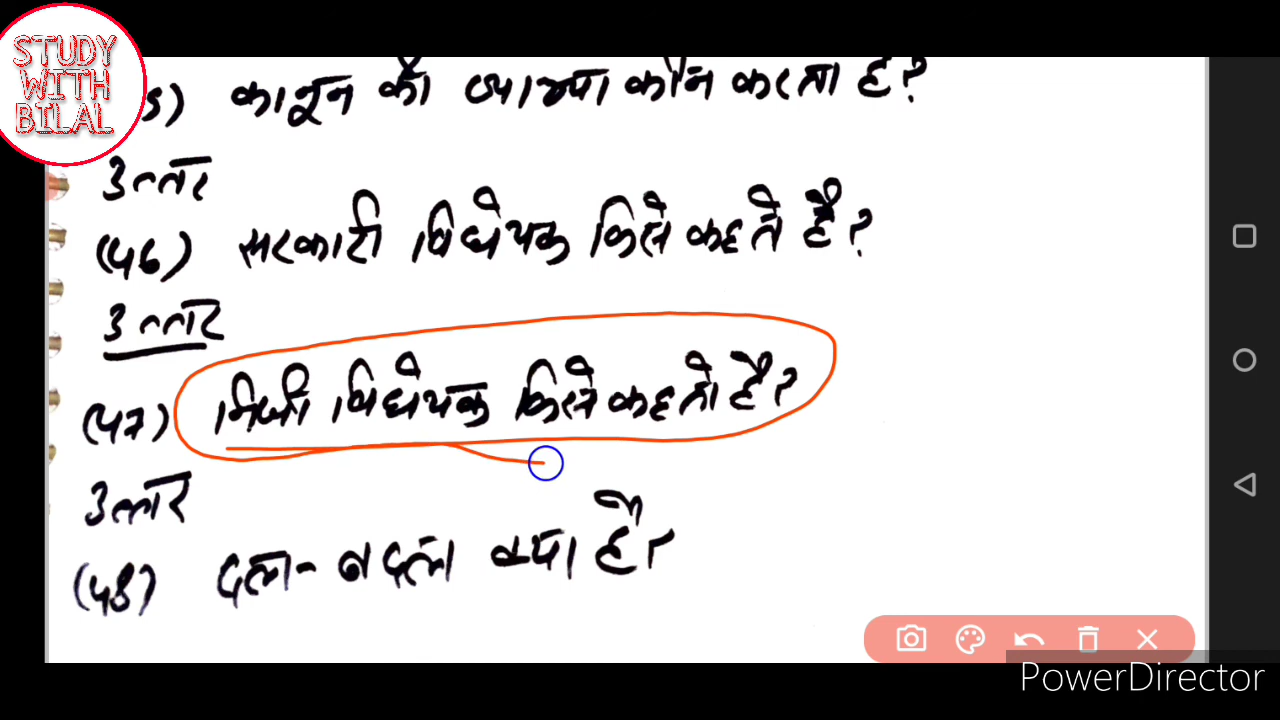 STUDY
WITH
BILAL
5) कानून की व्याख्या कौन करता है?
उत्तर
(46) सरकारी विधेयक किसे कहते हैं?
उत्तर
(47) निजी विधेयक किसे कहते हैं?
उत्तर
(48) दल-बदल क्या है?
PowerDirector